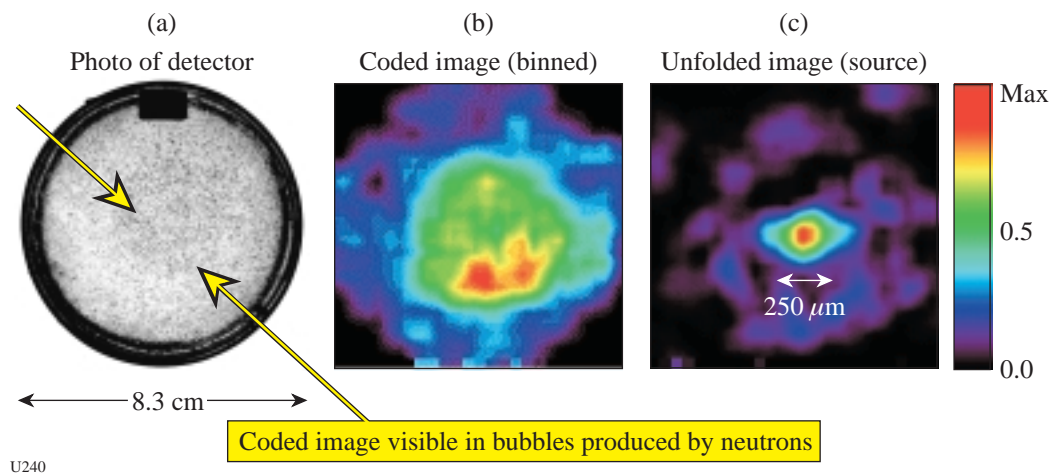 (a)
Photo of detector
(b)
Coded image (binned)
(c)
Unfolded image (source)
Max
0.5
0.0
250 μm
8.3 cm
Coded image visible in bubbles produced by neutrons
U240